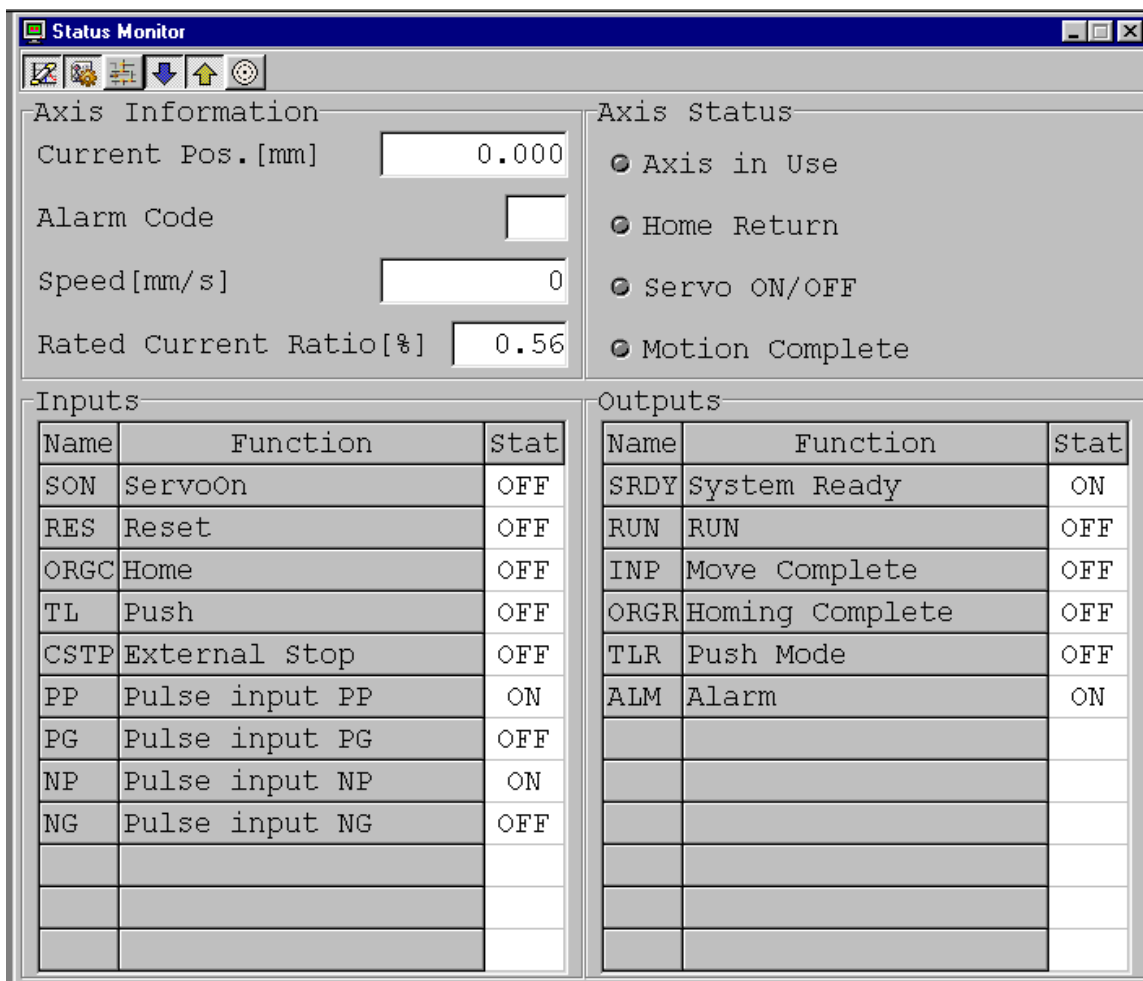 Status Monitor
Axis Information
Current Pos.[mm] 0.000
Alarm Code
Speed[mm/s] 0
Rated Current Ratio[%] 0.56
Axis Status
Axis in Use
Home Return
Servo ON/OFF
Motion Complete
Inputs
Name Function Stat
SON ServoOn OFF
RES Reset OFF
ORGC Home OFF
TL Push OFF
CSTP External Stop OFF
PP Pulse input PP ON
PG Pulse input PG OFF
NP Pulse input NP ON
NG Pulse input NG OFF
Outputs
Name Function Stat
SRDY System Ready ON
RUN RUN OFF
INP Move Complete OFF
ORGR Homing Complete OFF
TLR Push Mode OFF
ALM Alarm ON